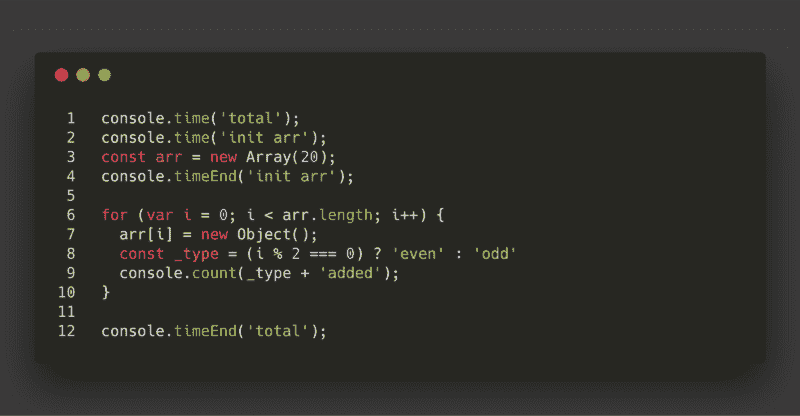 1 console.time('total');
2 console.time('init arr');
3 const arr = new Array(20);
4 console.timeEnd('init arr');
5
6 for (var i = 0; i < arr.length; i++) {
7   arr[i] = new Object();
8   const _type = (i % 2 === 0) ? 'even' : 'odd'
9   console.count(_type + 'added');
10 }
11
12 console.timeEnd('total');